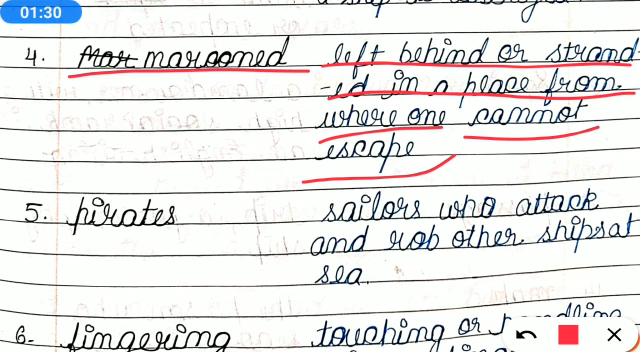 01:30
4. marooned left behind or strand
-ed in a place from
where one cannot
escape
5. pirates sailors who attack
and rob other ships at
sea.
6. fingering touching or